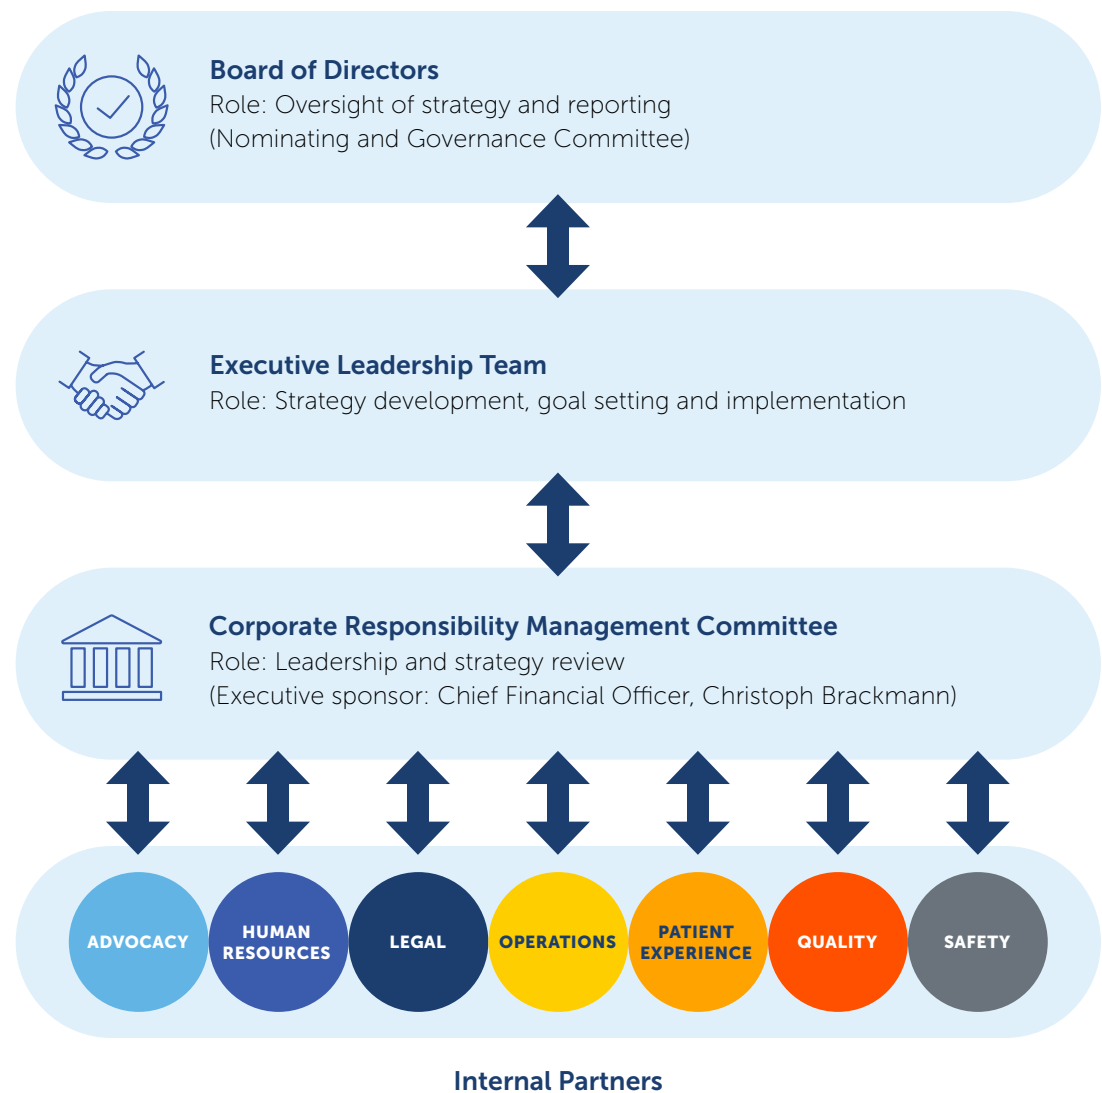 Board of Directors
Role: Oversight of strategy and reporting
(Nominating and Governance Committee)
Executive Leadership Team
Role: Strategy development, goal setting and implementation
Corporate Responsibility Management Committee
Role: Leadership and strategy review
(Executive sponsor: Chief Financial Officer, Christoph Brackmann)
ADVOCACY
HUMAN
RESOURCES
LEGAL
OPERATIONS
PATIENT
EXPERIENCE
QUALITY
SAFETY
Internal Partners